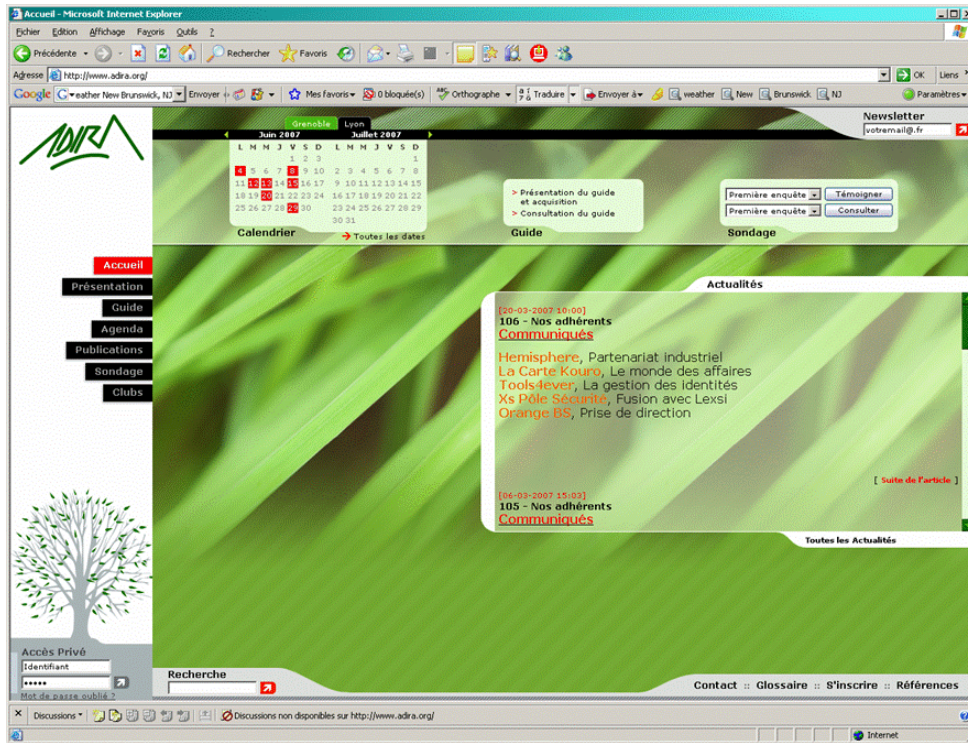 Accueil - Microsoft Internet Explorer
Fichier Edition Affichage Favoris Outils ?
Précédente Rechercher Favoris
Adresse http://www.adira.org/ OK Liens
Google eather New Brunswick, NJ Envoyer Mes favoris 0 bloquée(s) Orthographe Traduire Envoyer à weather New Brunswick NJ Paramètres
ADIRA
Grenoble Lyon
Newsletter
votremail@.fr
Juin 2007 Juillet 2007
L M M J V S D L M M J V S D
1 2 3 1
4 5 6 7 8 9 10 2 3 4 5 6 7 8
11 12 13 14 15 16 17 9 10 11 12 13 14 15
18 19 20 21 22 23 24 16 17 18 19 20 21 22
25 26 27 28 29 30 23 24 25 26 27 28 29
30 31
Calendrier Toutes les dates
> Présentation du guide
et acquisition
> Consultation du guide
Guide
Première enquête Témoigner
Première enquête Consulter
Sondage
Accueil
Présentation
Guide
Agenda
Publications
Sondage
Clubs
Actualités
[20-03-2007 10:00]
106 - Nos adhérents
Communiqués
Hemisphere, Partenariat industriel
La Carte Kouro, Le monde des affaires
Tools4ever, La gestion des identités
Xs Pôle Sécurité, Fusion avec Lexsi
Orange BS, Prise de direction
[ Suite de l'article ]
[06-03-2007 15:03]
105 - Nos adhérents
Communiqués
Toutes les Actualités
Accès Privé
Identifiant
•••••
Mot de passe oublié ?
Recherche
Contact :: Glossaire :: S'inscrire :: Références
Discussions Discussions non disponibles sur http://www.adira.org/
Internet